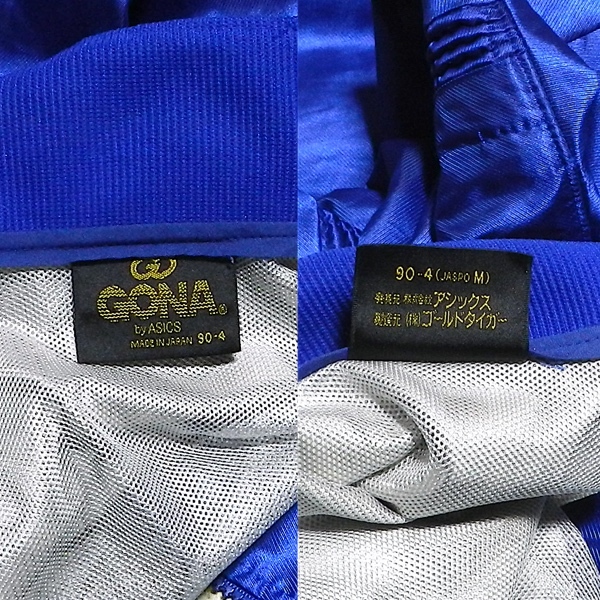 GONA®
by ASICS
MADE IN JAPAN 90-4
90-4 (JASPO M)
発売元 株式会社 アシックス
製造元 (株) ゴールドタイガー